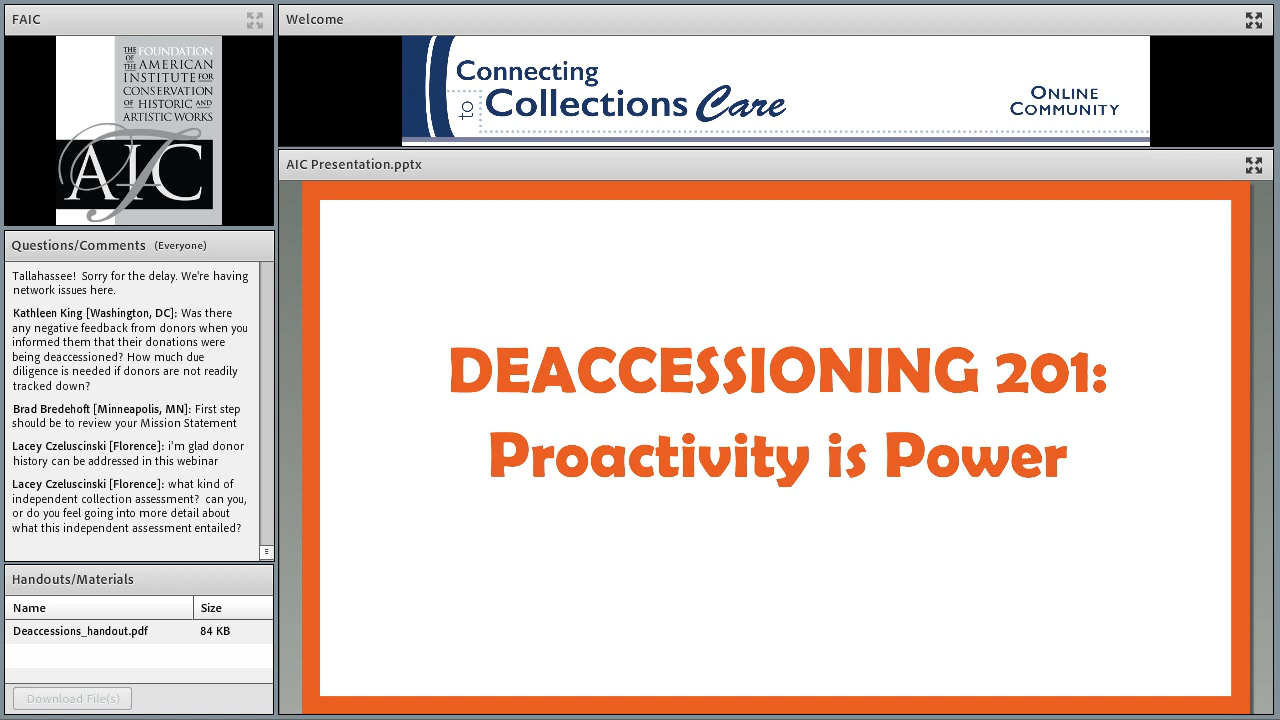 FAIC
THE FOUNDATION
OF THE AMERICAN
INSTITUTE FOR
CONSERVATION
OF HISTORIC AND
ARTISTIC WORKS
AIC
Questions/Comments (Everyone)
Tallahassee! Sorry for the delay. We're having
network issues here.
Kathleen King [Washington, DC]: Was there
any negative feedback from donors when you
informed them that their donations were
being deaccessioned? How much due
diligence is needed if donors are not readily
tracked down?
Brad Bredehoft [Minneapolis, MN]: First step
should be to review your Mission Statement
Lacey Czeluscinski [Florence]: i'm glad donor
history can be addressed in this webinar
Lacey Czeluscinski [Florence]: what kind of
independent collection assessment? can you,
or do you feel going into more detail about
what this independent assessment entailed?
Handouts/Materials
Name Size
Deaccessions_handout.pdf 84 KB
Download File(s)
Welcome
Connecting
to Collections Care
ONLINE
COMMUNITY
AIC Presentation.pptx
DEACCESSIONING 201:
Proactivity is Power